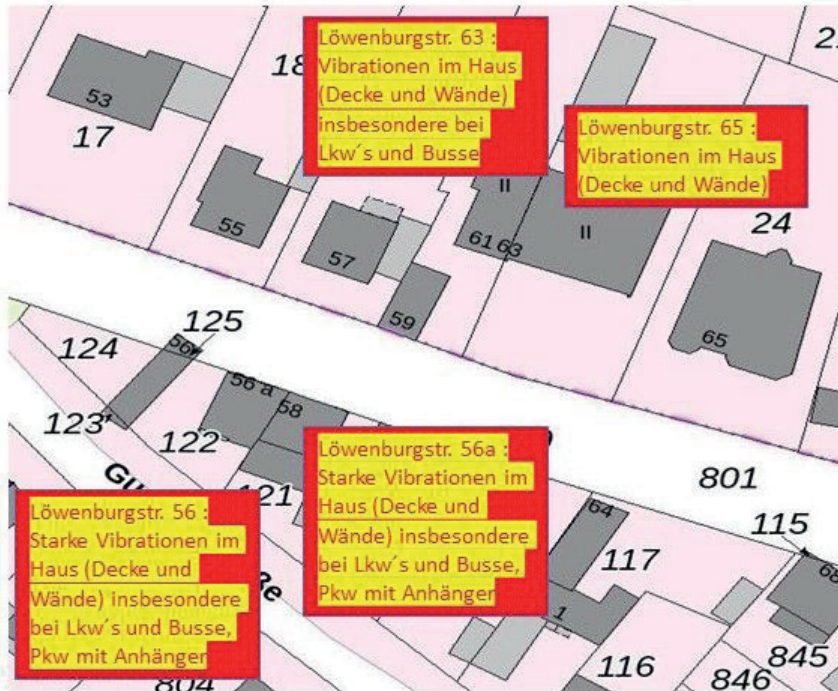 53
17
18
Löwenburgstr. 63 :
Vibrationen im Haus
(Decke und Wände)
insbesondere bei
Lkw´s und Busse
Löwenburgstr. 65 :
Vibrationen im Haus
(Decke und Wände)
24
55
57
59
61 63
II
II
65
124
125
56
123
122
56 a
58
121
Löwenburgstr. 56a :
Starke Vibrationen im
Haus (Decke und
Wände) insbesondere
bei Lkw´s und Busse,
Pkw mit Anhänger
801
115
64
117
1
116
845
846
Löwenburgstr. 56 :
Starke Vibrationen im
Haus (Decke und
Wände) insbesondere
bei Lkw´s und Busse,
Pkw mit Anhänger
804